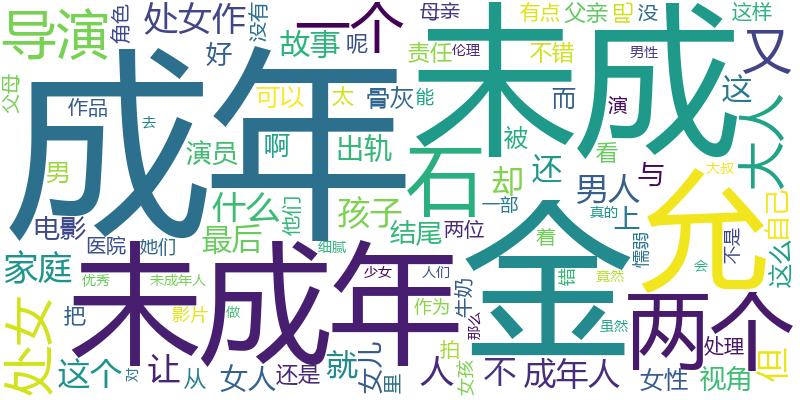 成年
未成
未成年
金
允
石
两个
大人
导演
处女
处女作
一个
又
角色
没有
好
故事
呢
母亲
责任
伦理
有点
父亲
吧
没
这样
不错
男性
父母
作品
去
可以
太
骨灰
能
而
演
这
男
演员
啊
出轨
被
看
却
还
男人
与
大叔
什么
他们
孩子
一部
上
真的
自己
电影
医院
她们
最后
细腻
结尾
两位
着
懦弱
不是
这么
家庭
优秀
未成年人
少女
人们
作为
牛奶
那么
错
竟然
会
把
影片
做
拍
虽然
处理
但
这个
对
让
从
女人
还是
就
女儿
里
人
女孩
不
成年人
女性
视角